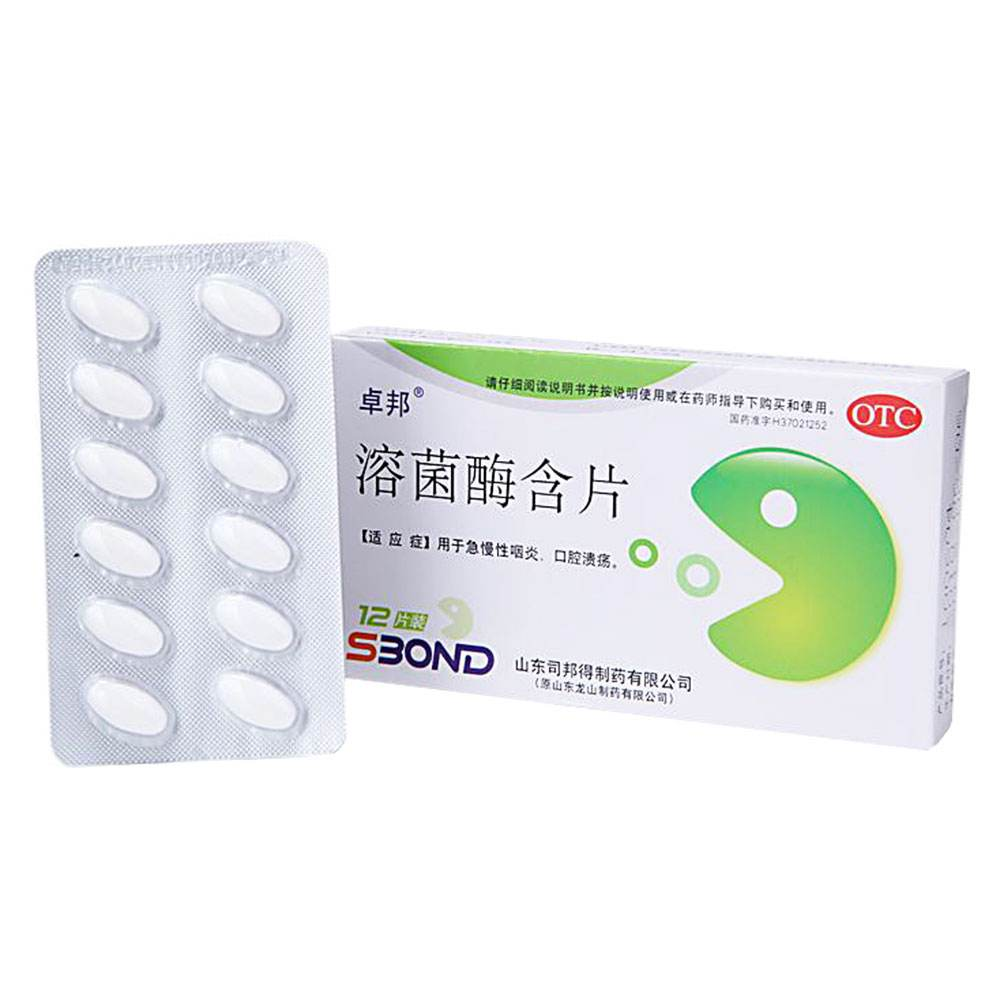 请仔细阅读说明书并按说明使用或在药师指导下购买和使用。
国药准字H37021252
OTC
卓邦®
溶菌酶含片
【适 应 症】用于急慢性咽炎、口腔溃疡。
12片装
SBOND
山东司邦得制药有限公司
(原山东龙山制药有限公司)